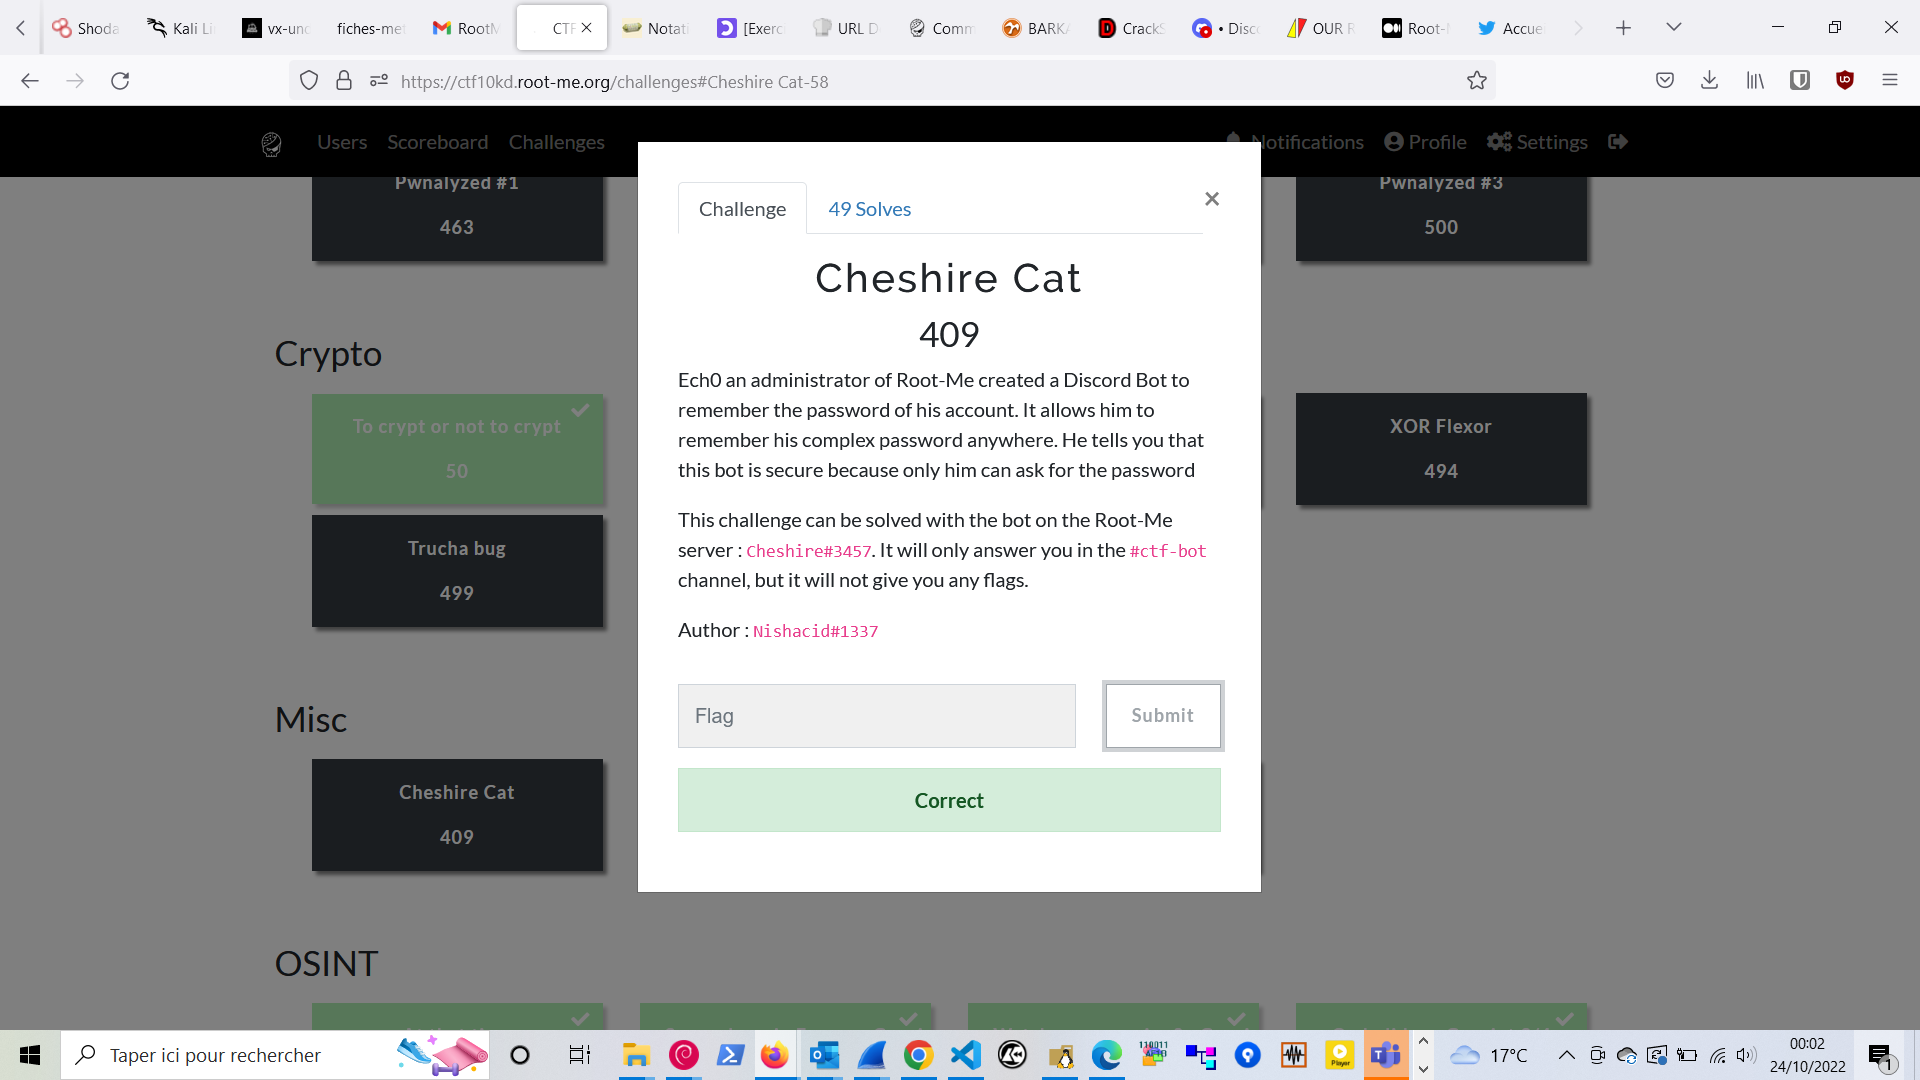 Shoda
Kali Li
vx-und
fiches-met
RootM
CTF
Notati
[Exerc
URL D
Comm
BARKA
CrackS
• Disco
OUR R
Root-
Accue
https://ctf10kd.root-me.org/challenges#Cheshire Cat-58
Users
Scoreboard
Challenges
Notifications
Profile
Settings
Pwnalyzed #1
463
Pwnalyzed #3
500
Challenge
49 Solves
×
Cheshire Cat
409
Ech0 an administrator of Root-Me created a Discord Bot to
remember the password of his account. It allows him to
remember his complex password anywhere. He tells you that
this bot is secure because only him can ask for the password
This challenge can be solved with the bot on the Root-Me
server : Cheshire#3457. It will only answer you in the #ctf-bot
channel, but it will not give you any flags.
Author : Nishacid#1337
Flag
Submit
Correct
Crypto
To crypt or not to crypt
50
XOR Flexor
494
Trucha bug
499
Misc
Cheshire Cat
409
OSINT
Taper ici pour rechercher
17°C
00:02
24/10/2022
1